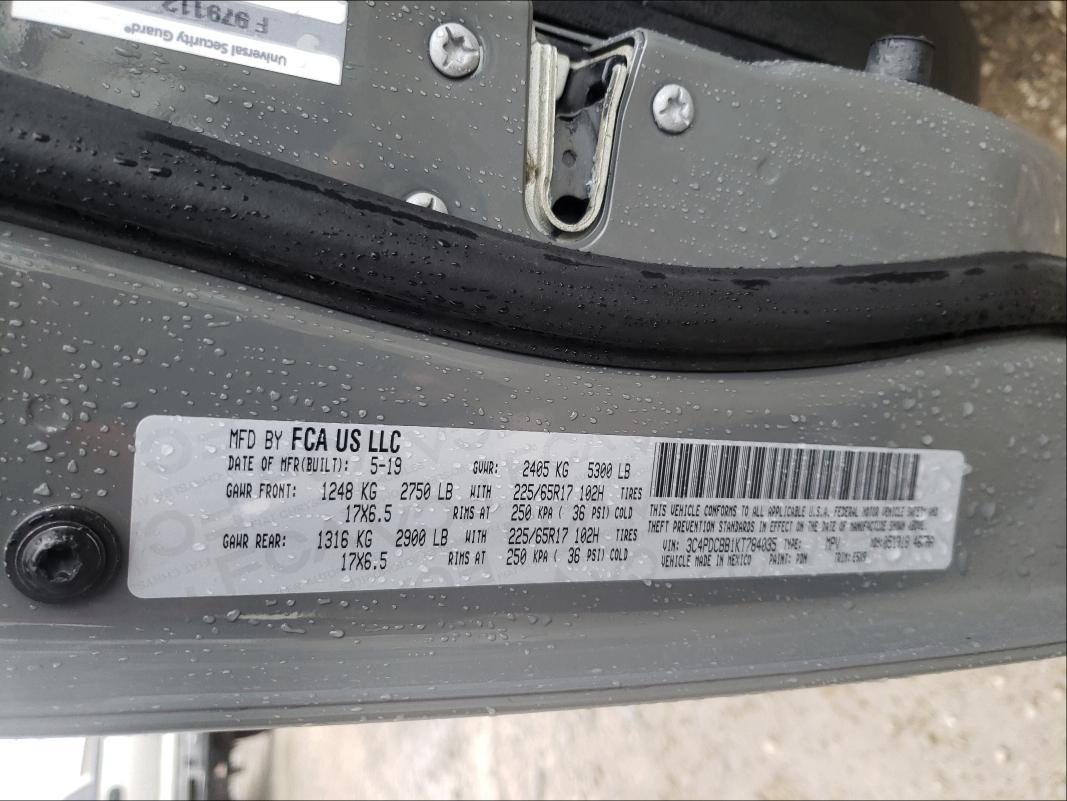 F 979112
Universal Security Guard®
MFD BY FCA US LLC
DATE OF MFR(BUILT): 5-19 GVWR: 2405 KG 5300 LB
GAWR FRONT: 1248 KG 2750 LB WITH 225/65R17 102H TIRES
17X6.5 RIMS AT 250 KPA ( 36 PSI) COLD
GAWR REAR: 1316 KG 2900 LB WITH 225/65R17 102H TIRES
17X6.5 RIMS AT 250 KPA ( 36 PSI) COLD
THIS VEHICLE CONFORMS TO ALL APPLICABLE U.S.A. FEDERAL MOTOR VEHICLE SAFETY AND
THEFT PREVENTION STANDARDS IN EFFECT ON THE DATE OF MANUFACTURE SHOWN ABOVE.
VIN: 3C4PDCBB1KT784035 TYPE: MPV
VEHICLE MADE IN MEXICO PAINT: PDN TRIM: